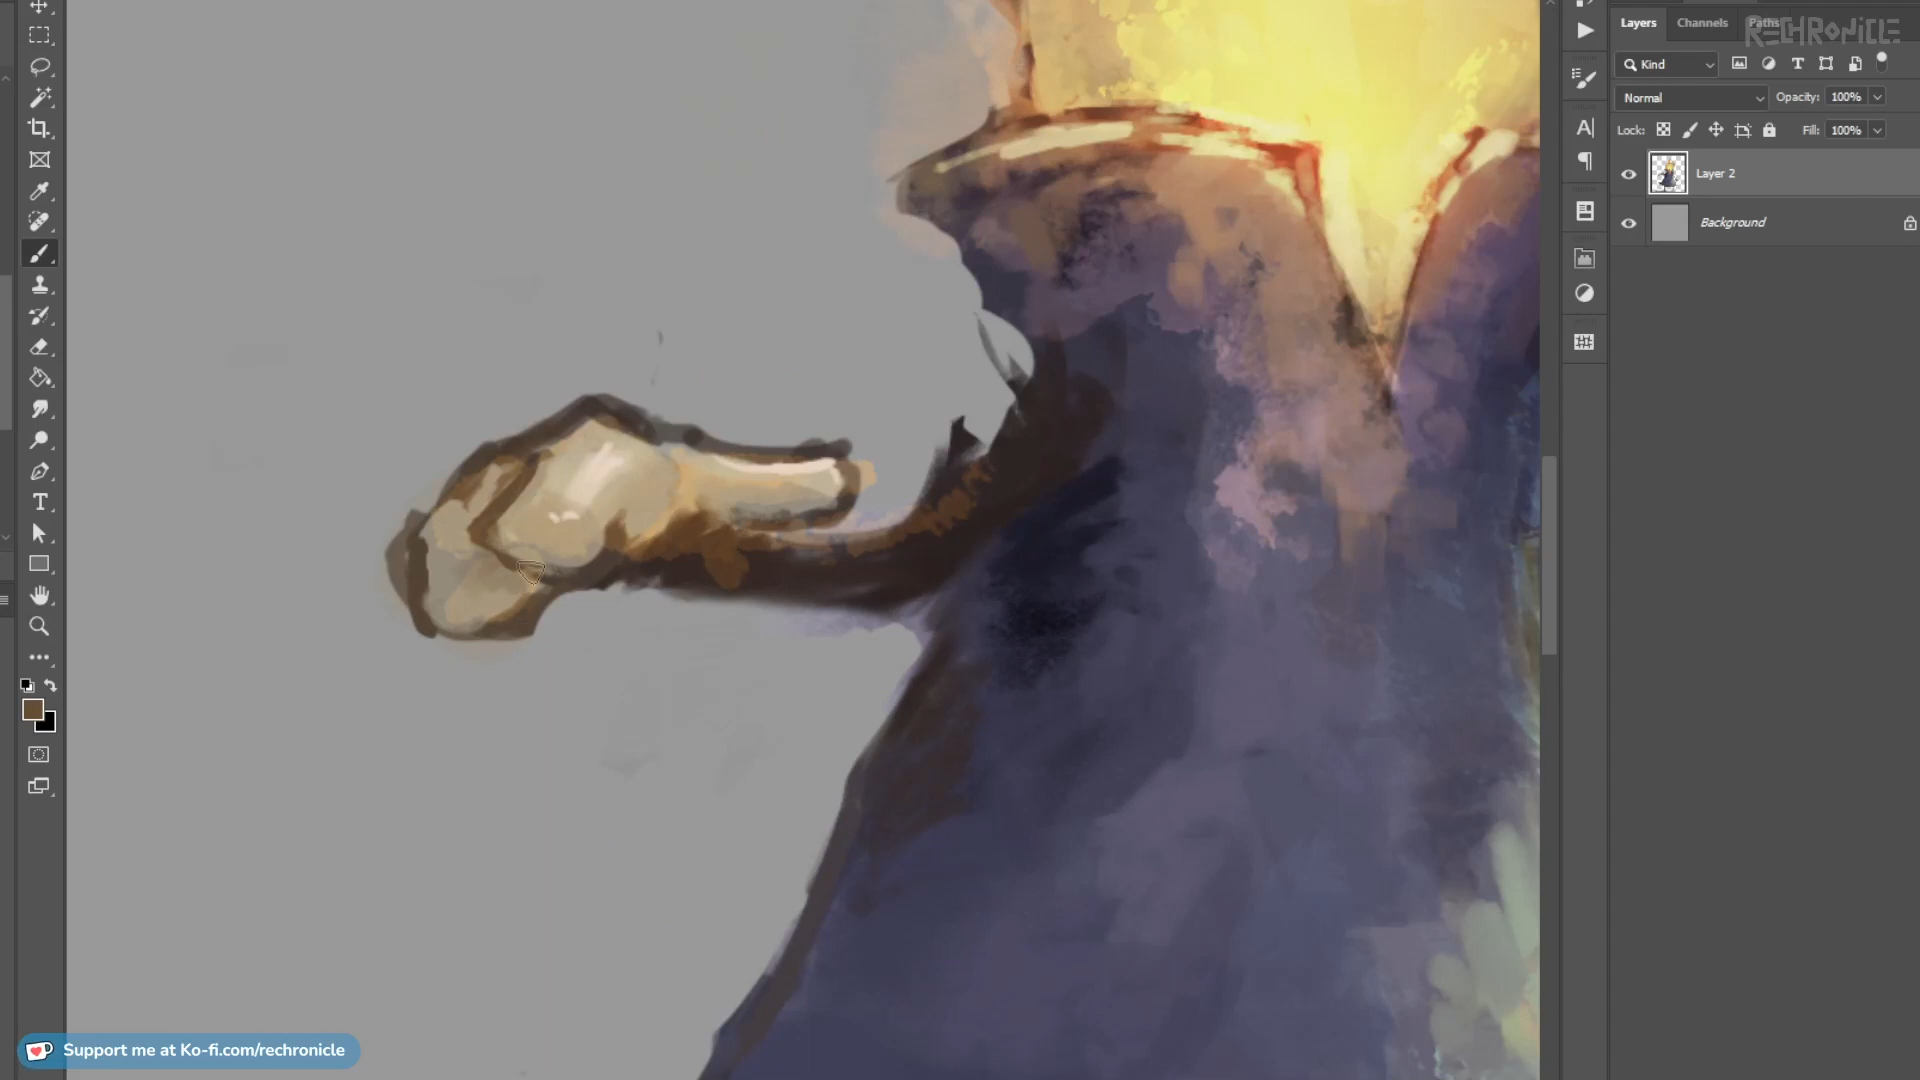 Layers Channels Paths
RECHRONICLE
Kind
Normal Opacity: 100%
Lock: Fill: 100%
Layer 2
Background
Support me at Ko-fi.com/rechronicle